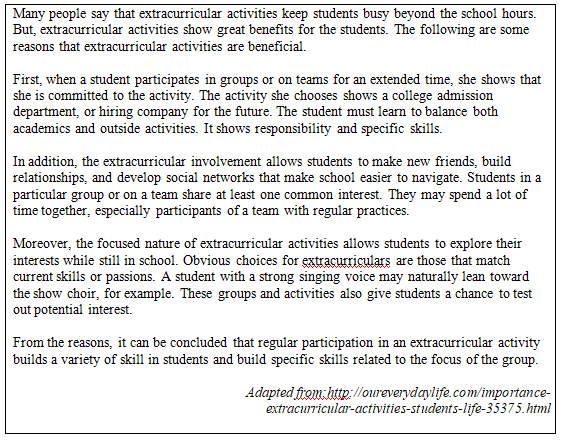 Many people say that extracurricular activities keep students busy beyond the school hours.
But, extracurricular activities show great benefits for the students. The following are some
reasons that extracurricular activities are beneficial.
First, when a student participates in groups or on teams for an extended time, she shows that
she is committed to the activity. The activity she chooses shows a college admission
department, or hiring company for the future. The student must learn to balance both
academics and outside activities. It shows responsibility and specific skills.
In addition, the extracurricular involvement allows students to make new friends, build
relationships, and develop social networks that make school easier to navigate. Students in a
particular group or on a team share at least one common interest. They may spend a lot of
time together, especially participants of a team with regular practices.
Moreover, the focused nature of extracurricular activities allows students to explore their
interests while still in school. Obvious choices for extracurriculars are those that match
current skills or passions. A student with a strong singing voice may naturally lean toward
the show choir, for example. These groups and activities also give students a chance to test
out potential interest.
From the reasons, it can be concluded that regular participation in an extracurricular activity
builds a variety of skill in students and build specific skills related to the focus of the group.
Adapted from:http://oureverydaylife.com/importance-
extracurricular-activities-students-life-35375.html